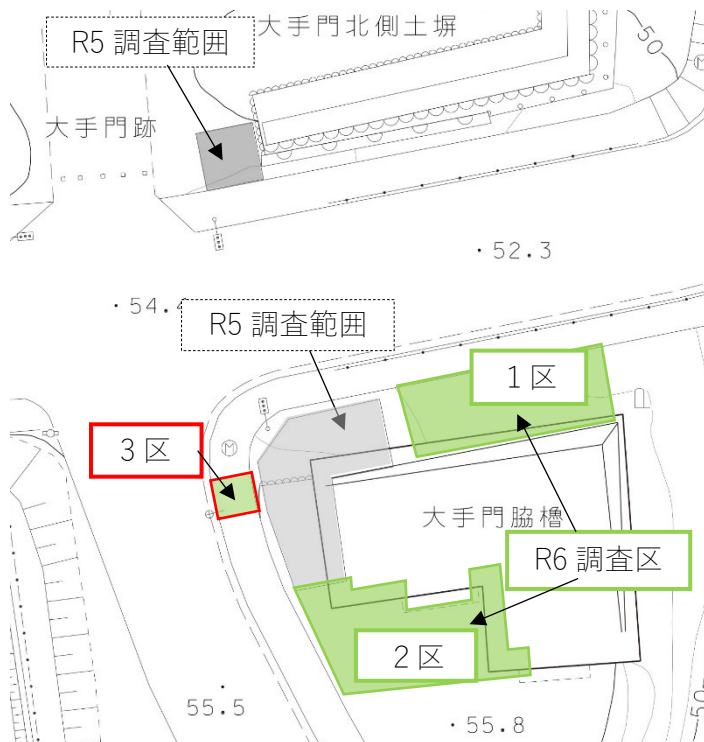 大手門北側土塀
R5 調査範囲
50
大手門跡
・52.3
・54.4
R5 調査範囲
1区
3区
大手門脇櫓
R6 調査区
2区
55.5
・55.8